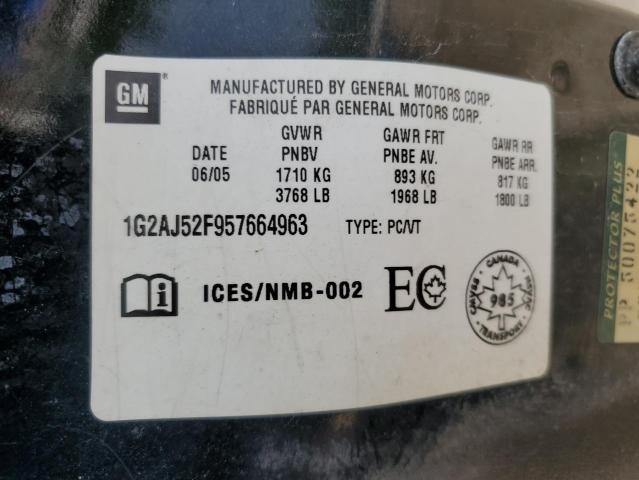 GM
MANUFACTURED BY GENERAL MOTORS CORP.
FABRIQUÉ PAR GENERAL MOTORS CORP.
GVWR GAWR FRT GAWR RR
DATE PNBV PNBE AV. PNBE ARR.
06/05 1710 KG 893 KG 817 KG
3768 LB 1968 LB 1800 LB
1G2AJ52F957664963 TYPE: PC/VT
ICES/NMB-002 EC
CANADA
985
TRANSPORT
PROTECTOR PLUS